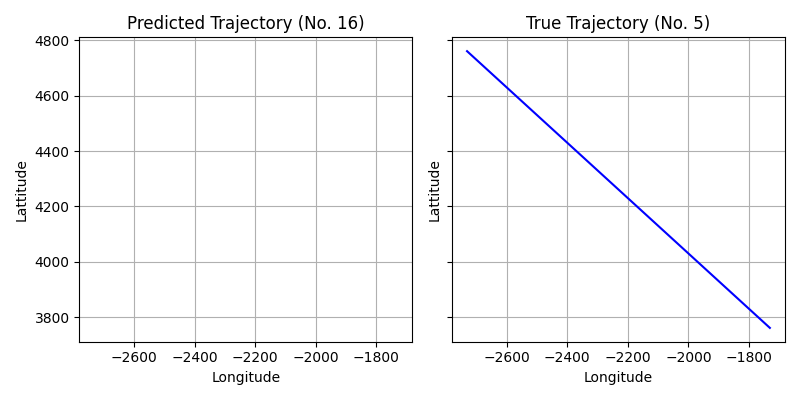 Predicted Trajectory (No. 16)
4800
4600
4400
4200
4000
3800
Lattitude
−2600 −2400 −2200 −2000 −1800
Longitude
True Trajectory (No. 5)
Lattitude
−2600 −2400 −2200 −2000 −1800
Longitude